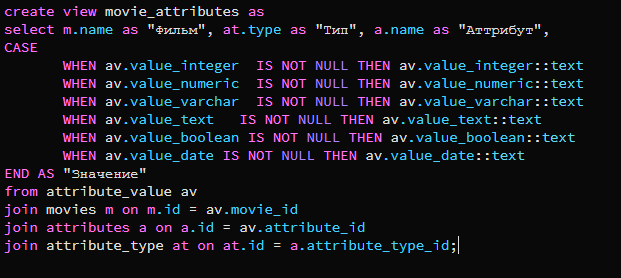 create view movie_attributes as
select m.name as "Фильм", at.type as "Тип", a.name as "Аттрибут",
CASE
WHEN av.value_integer  IS NOT NULL THEN av.value_integer::text
WHEN av.value_numeric  IS NOT NULL THEN av.value_numeric::text
WHEN av.value_varchar  IS NOT NULL THEN av.value_varchar::text
WHEN av.value_text   IS NOT NULL THEN av.value_text::text
WHEN av.value_boolean IS NOT NULL THEN av.value_boolean::text
WHEN av.value_date IS NOT NULL THEN av.value_date::text
END AS "Значение"
from attribute_value av
join movies m on m.id = av.movie_id
join attributes a on a.id = av.attribute_id
join attribute_type at on at.id = a.attribute_type_id;